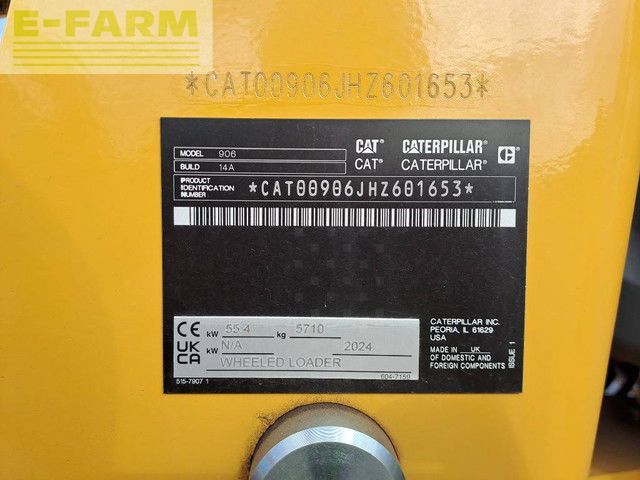 E-FARM
*CAT00906JHZ601653*
MODEL 906
BUILD 14A
PRODUCT IDENTIFICATION NUMBER *CAT00906JHZ601653*
CAT® CATERPILLAR®
CAT® CATERPILLAR®
C
CE
UK
CA
kW 55.4 kg 5710
kW N/A 2024
WHEELED LOADER
515-7907 1
604-7159
CATERPILLAR INC.
PEORIA, IL 61629
USA
MADE IN UK
OF DOMESTIC AND
FOREIGN COMPONENTS
ISSUE 1